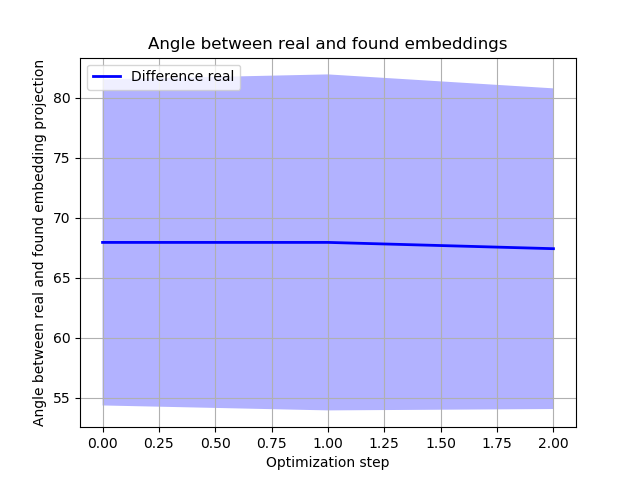 Angle between real and found embeddings
Difference real
Angle between real and found embedding projection
80
75
70
65
60
55
0.00 0.25 0.50 0.75 1.00 1.25 1.50 1.75 2.00
Optimization step